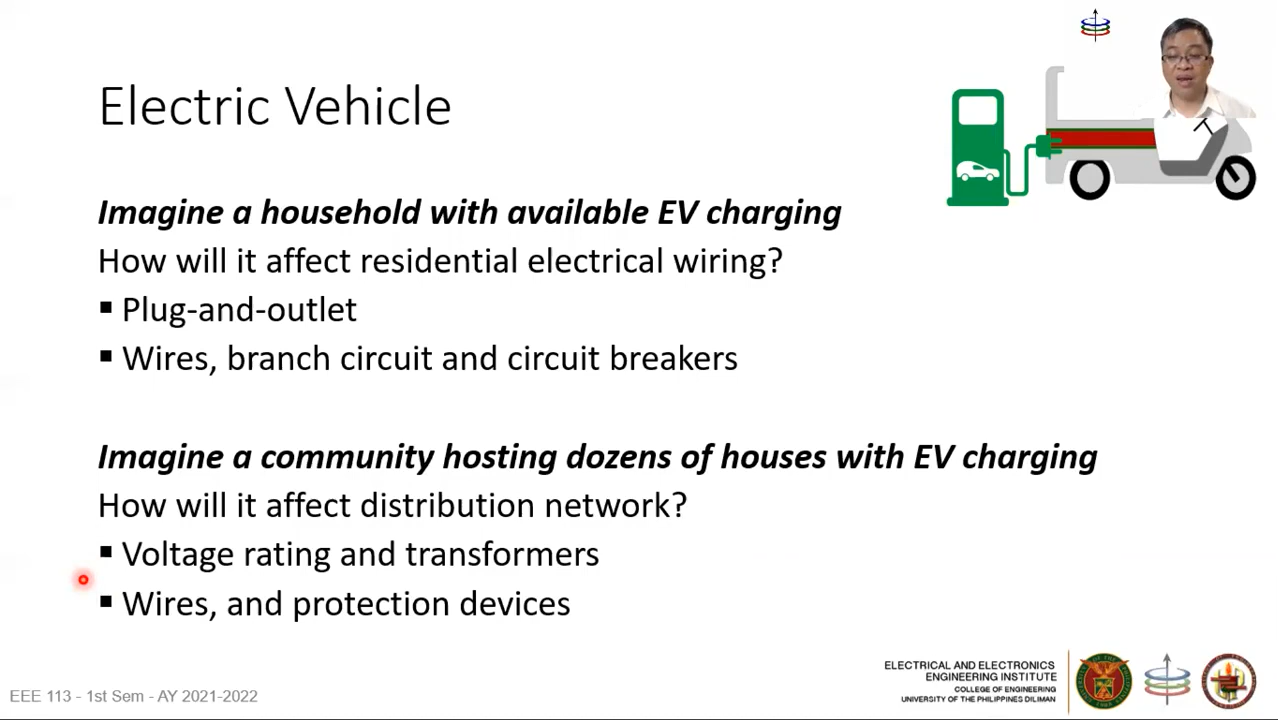 Electric Vehicle
Imagine a household with available EV charging
How will it affect residential electrical wiring?
▪ Plug-and-outlet
▪ Wires, branch circuit and circuit breakers
Imagine a community hosting dozens of houses with EV charging
How will it affect distribution network?
▪ Voltage rating and transformers
▪ Wires, and protection devices
ELECTRICAL AND ELECTRONICS
ENGINEERING INSTITUTE
COLLEGE OF ENGINEERING
UNIVERSITY OF THE PHILIPPINES DILIMAN
EEE 113 - 1st Sem - AY 2021-2022